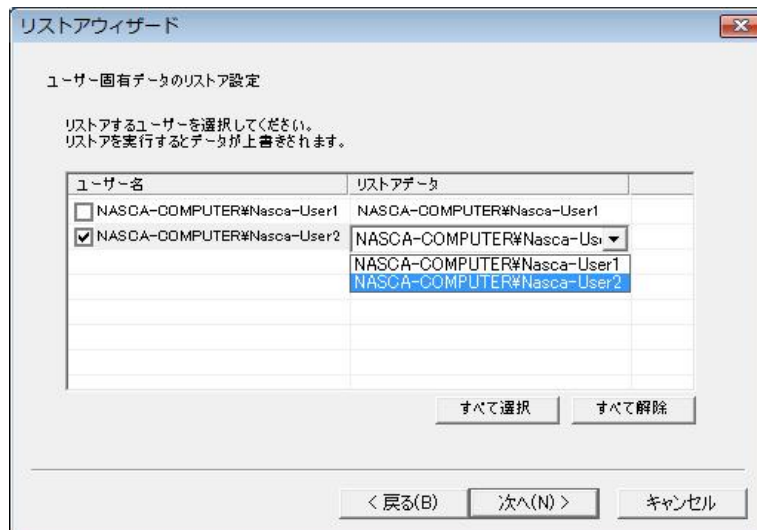 リストアウィザード
ユーザー固有データのリストア設定
リストアするユーザーを選択してください。
リストアを実行するとデータが上書きされます。
ユーザー名 リストアデータ
NASCA-COMPUTER¥Nasca-User1 NASCA-COMPUTER¥Nasca-User1
NASCA-COMPUTER¥Nasca-User2 NASCA-COMPUTER¥Nasca-Us
NASCA-COMPUTER¥Nasca-User1
NASCA-COMPUTER¥Nasca-User2
すべて選択 すべて解除
< 戻る(B) 次へ(N) > キャンセル